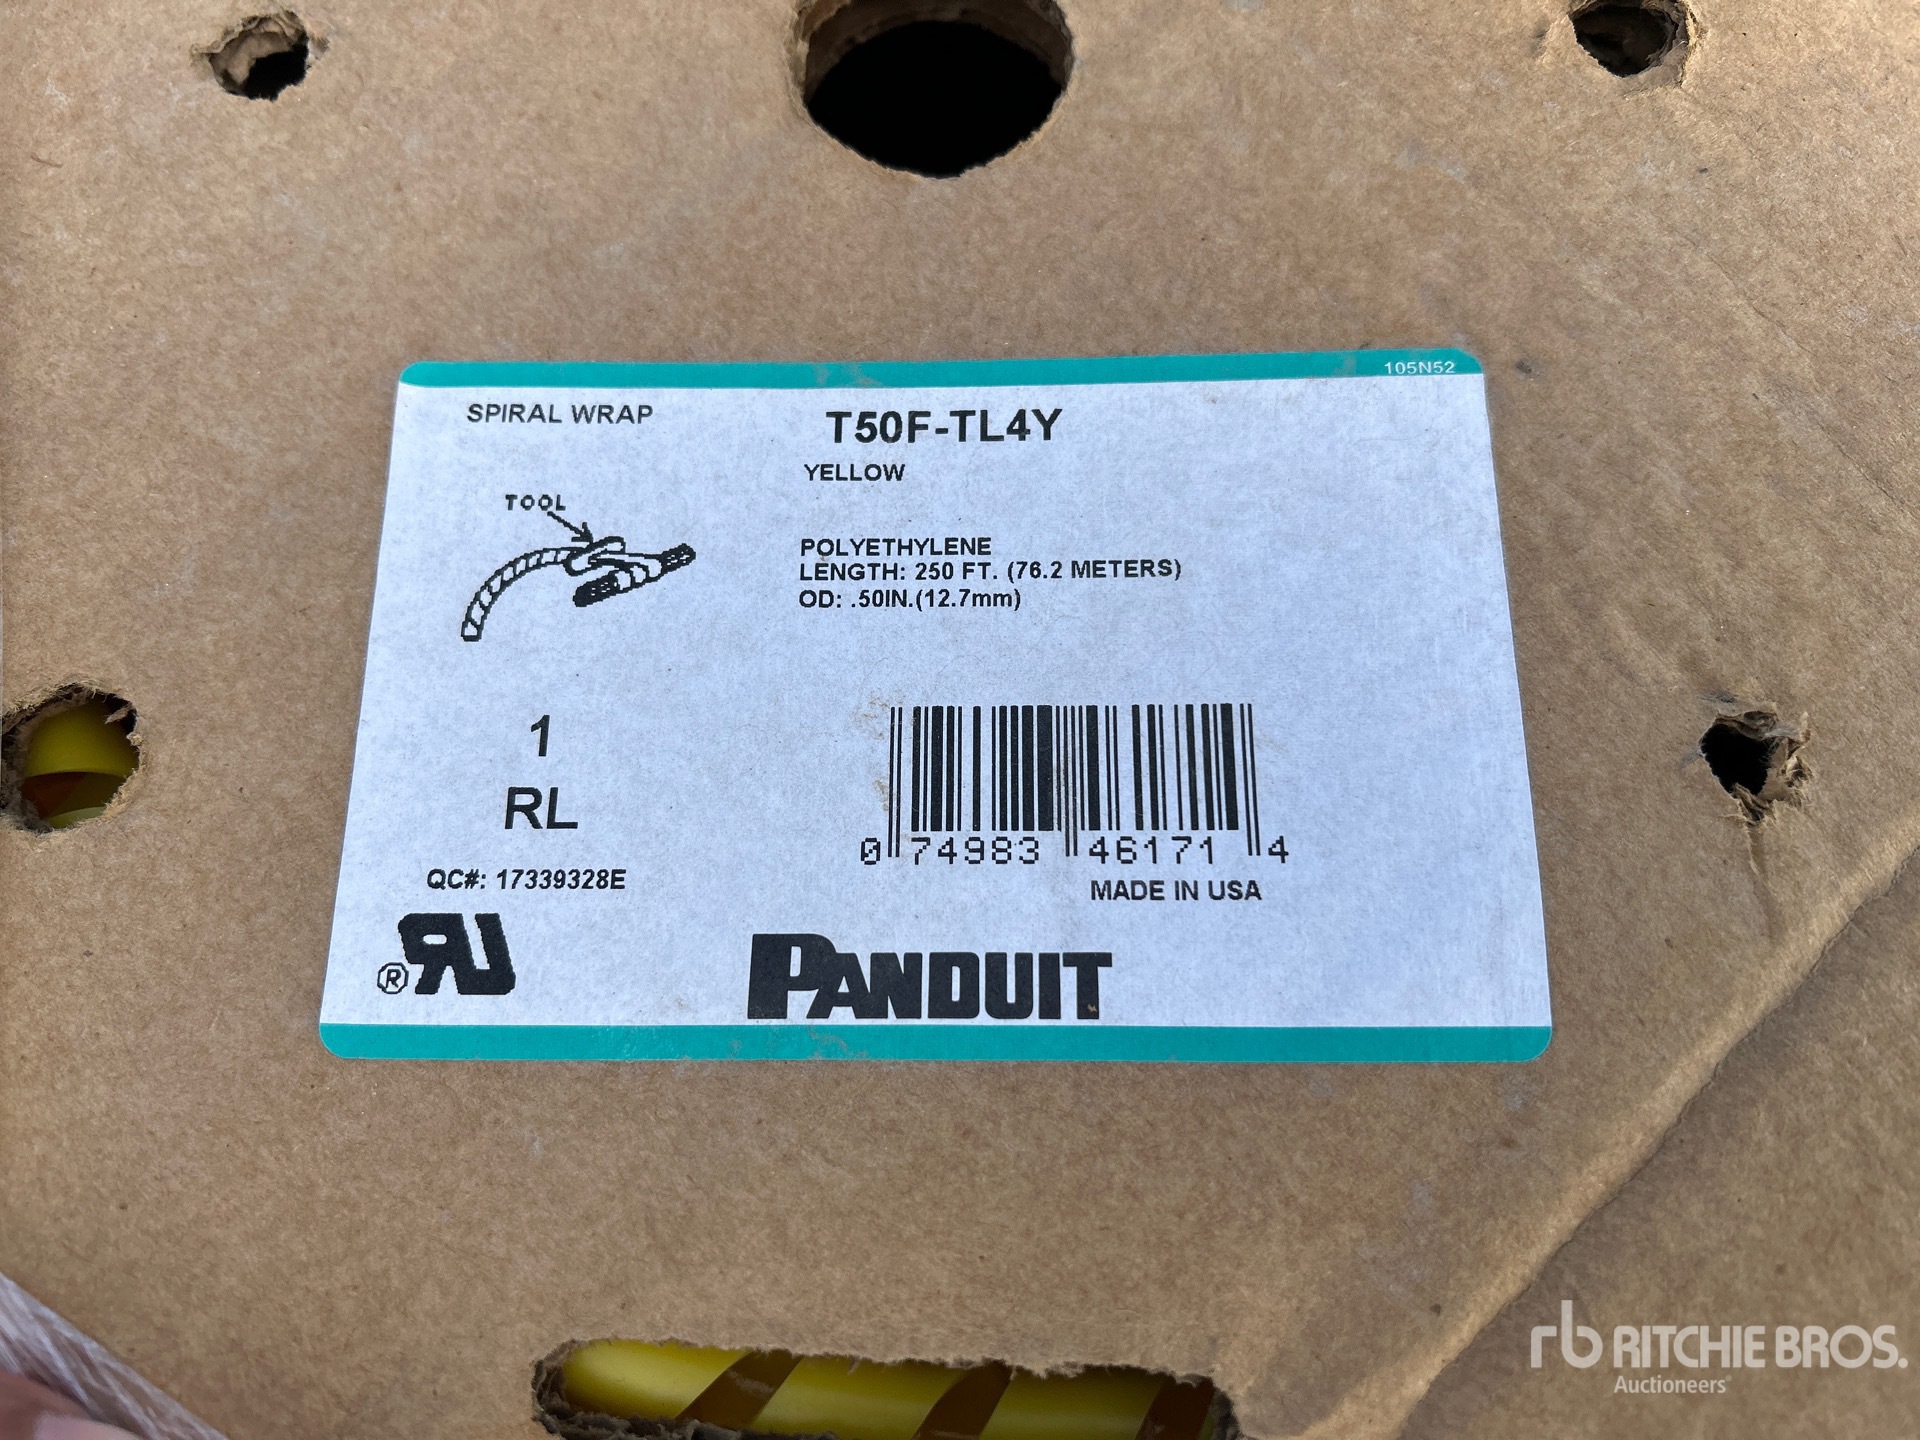 105N52
SPIRAL WRAP
T50F-TL4Y
YELLOW
TOOL
POLYETHYLENE
LENGTH: 250 FT. (76.2 METERS)
OD: .50IN.(12.7mm)
1
RL
0 74983 46171 4
QC#: 17339328E
MADE IN USA
®
PANDUIT
rb RITCHIE BROS.
Auctioneers